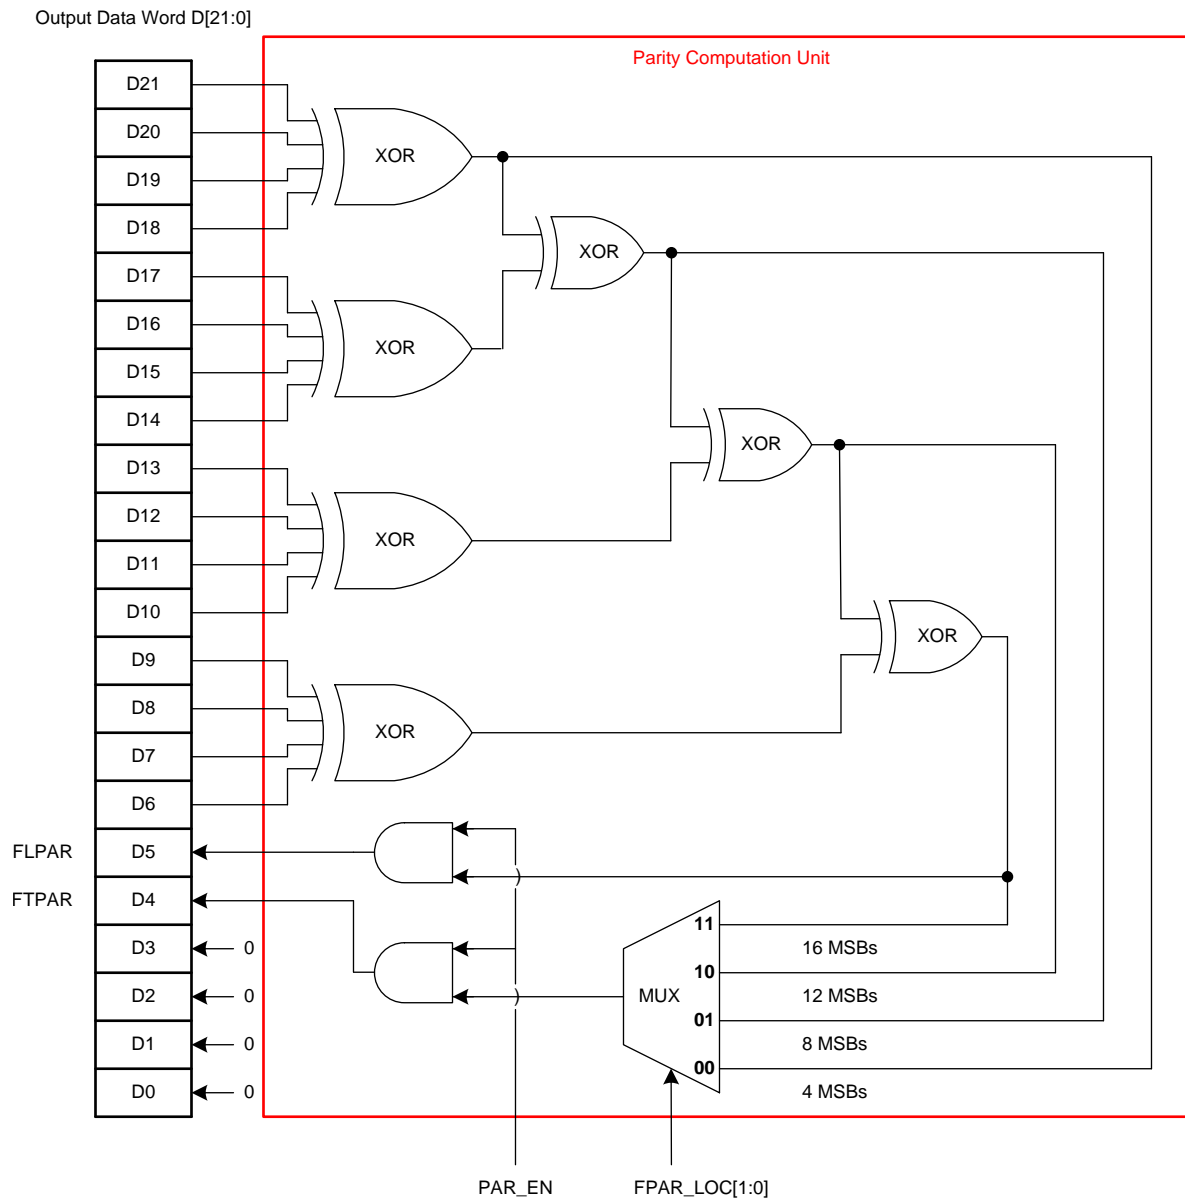 Output Data Word D[21:0]
Parity Computation Unit
D21
D20
XOR
D19
D18
XOR
D17
D16
XOR
D15
D14
D13
XOR
D12
XOR
D11
D10
D9
XOR
D8
XOR
D7
D6
FLPAR D5
FTPAR D4
11
D3 0
16 MSBs
10
D2 0
MUX
12 MSBs
01
D1 0
8 MSBs
00
D0 0
4 MSBs
PAR_EN
FPAR_LOC[1:0]